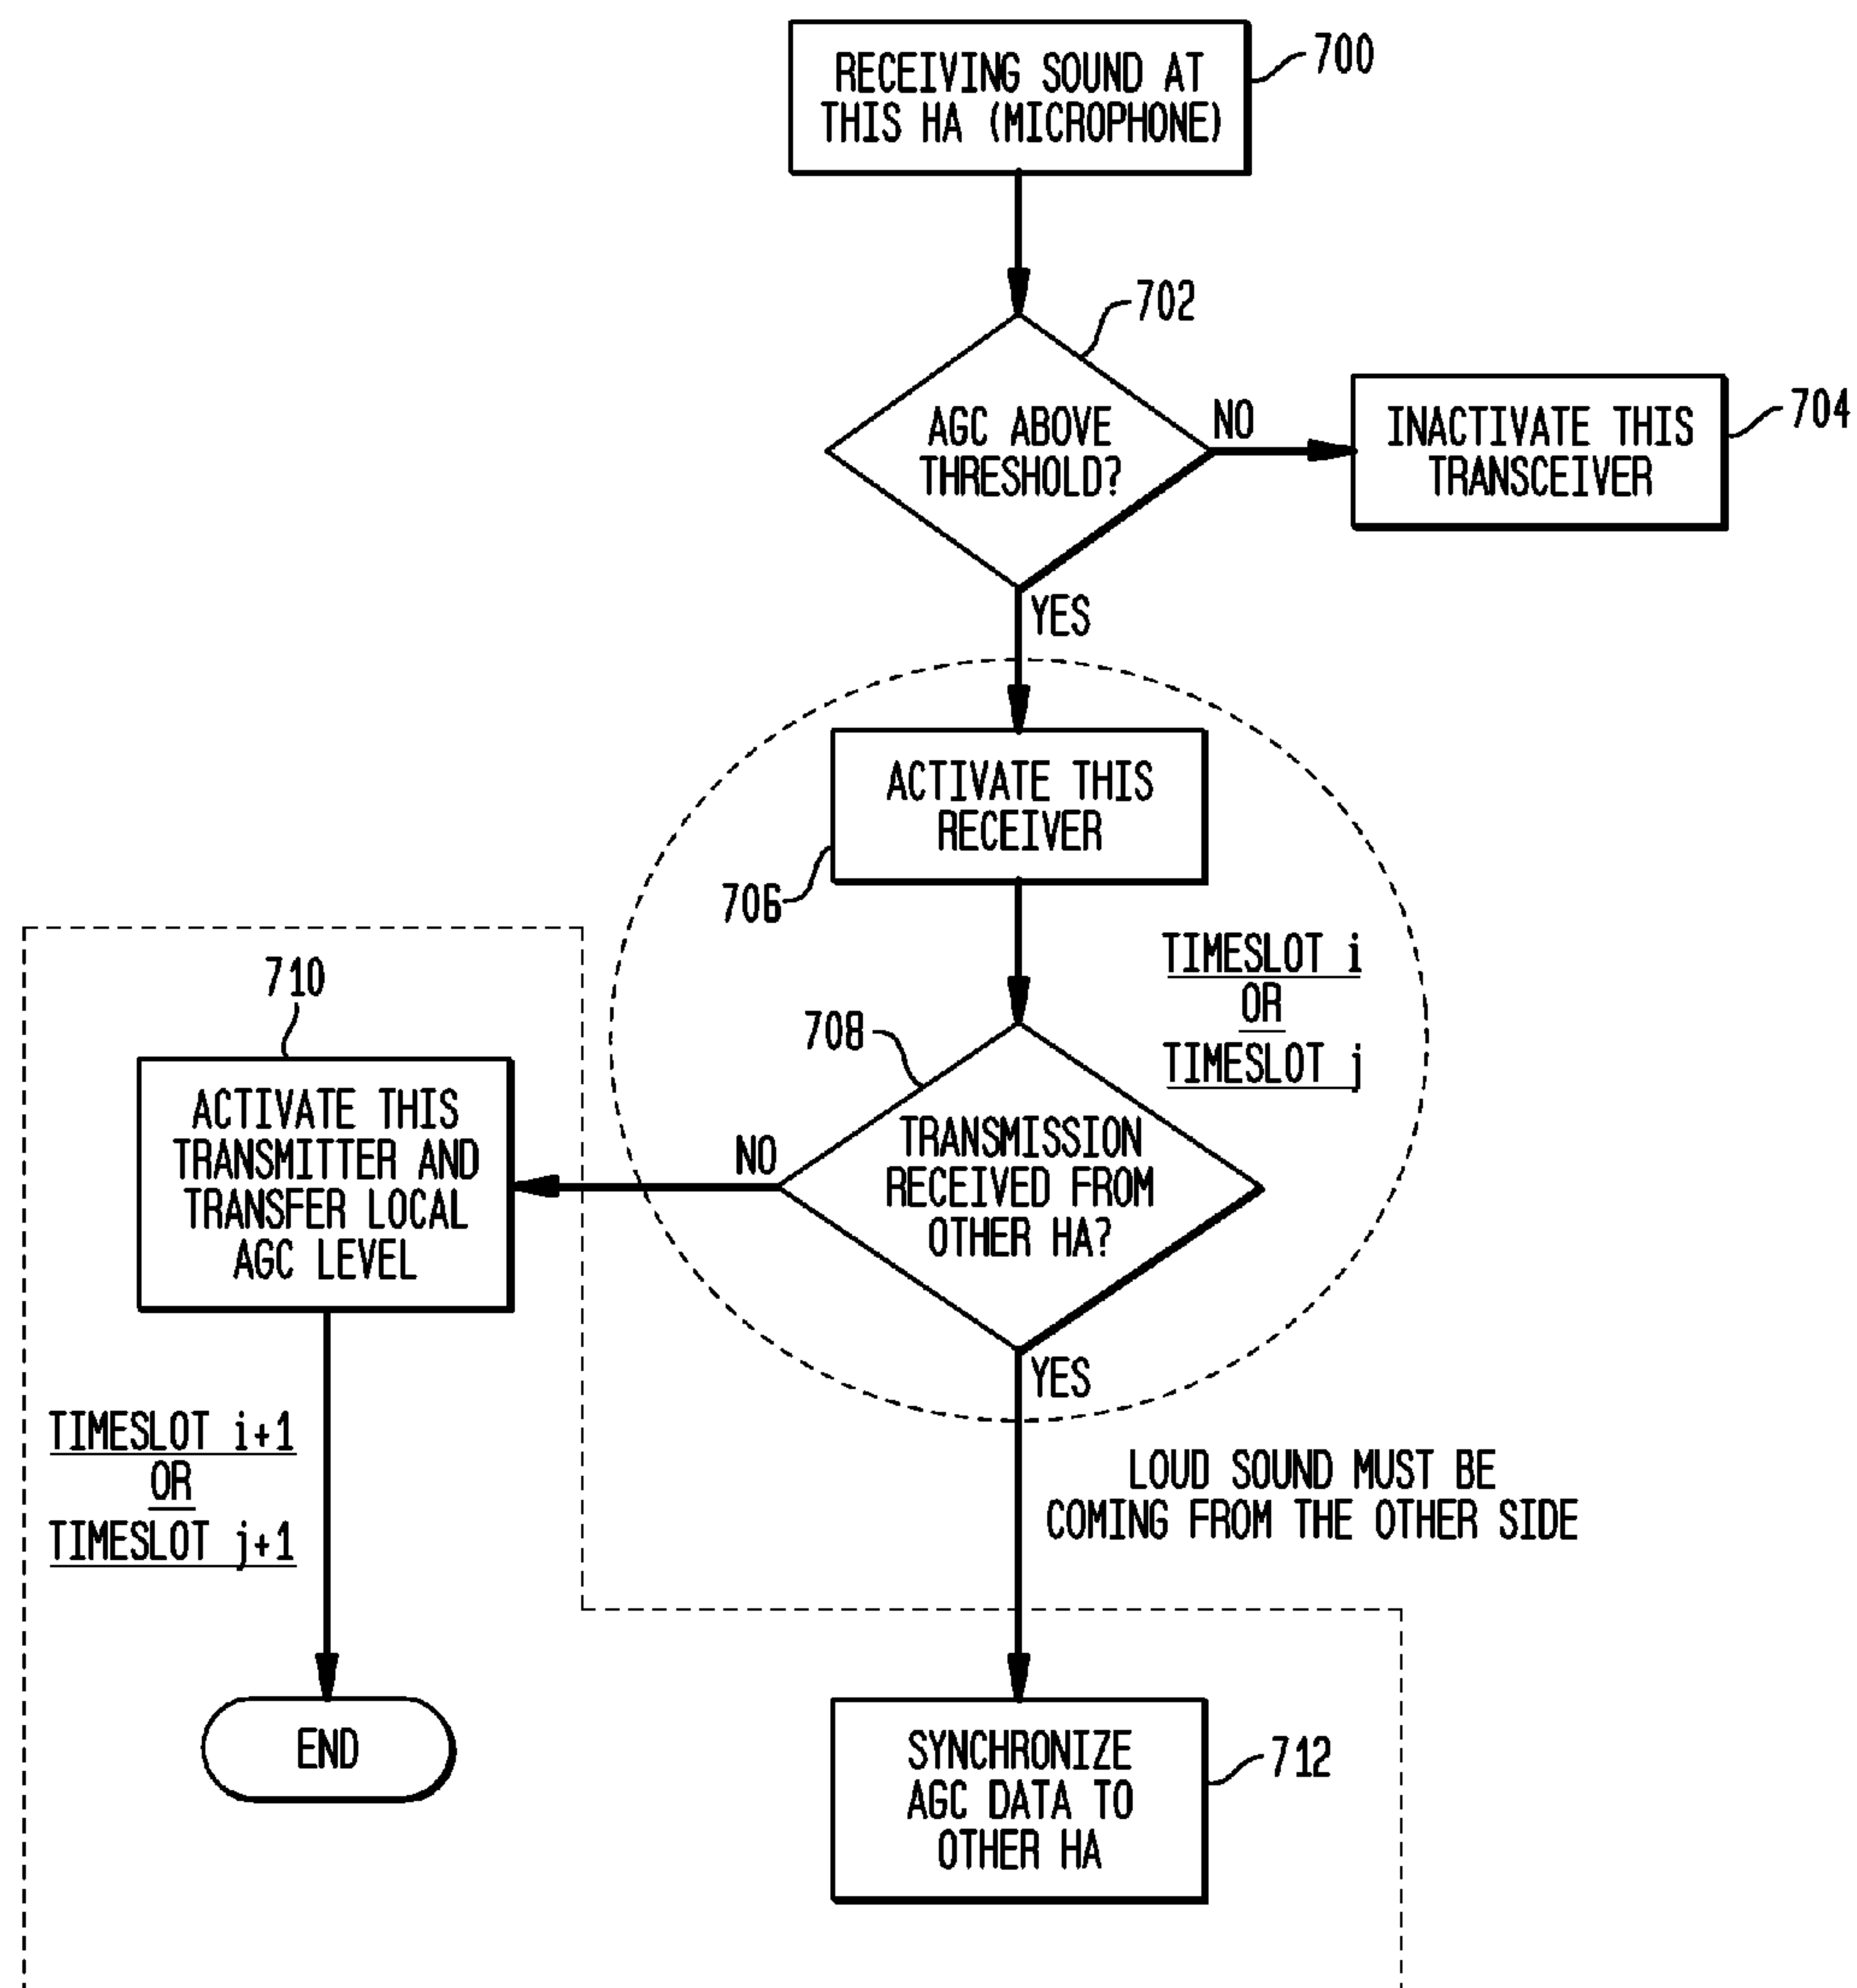 RECEIVING SOUND AT
THIS HA (MICROPHONE)
700
702
AGC ABOVE
THRESHOLD?
NO
INACTIVATE THIS
TRANSCEIVER
704
YES
ACTIVATE THIS
RECEIVER
706
TIMESLOT i
OR
TIMESLOT j
708
TRANSMISSION
RECEIVED FROM
OTHER HA?
NO
710
ACTIVATE THIS
TRANSMITTER AND
TRANSFER LOCAL
AGC LEVEL
YES
TIMESLOT i+1
OR
TIMESLOT j+1
LOUD SOUND MUST BE
COMING FROM THE OTHER SIDE
END
SYNCHRONIZE
AGC DATA TO
OTHER HA
712